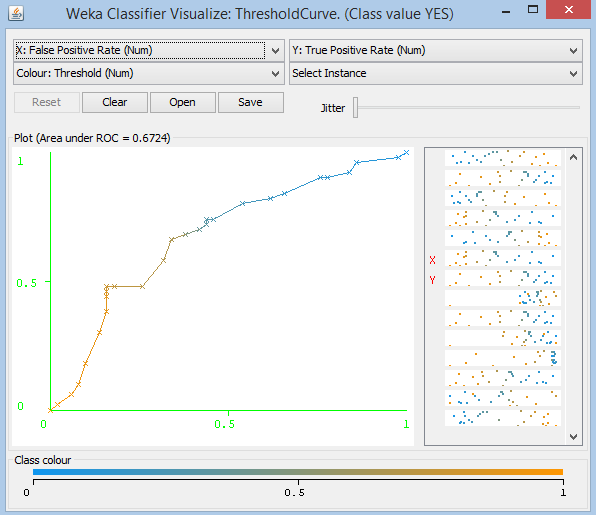 Weka Classifier Visualize: ThresholdCurve. (Class value YES)
X: False Positive Rate (Num)
Y: True Positive Rate (Num)
Colour: Threshold (Num)
Select Instance
Reset
Clear
Open
Save
Jitter
Plot (Area under ROC = 0.6724)
1
0.5
0
0
0.5
1
X
Y
Class colour
0
0.5
1